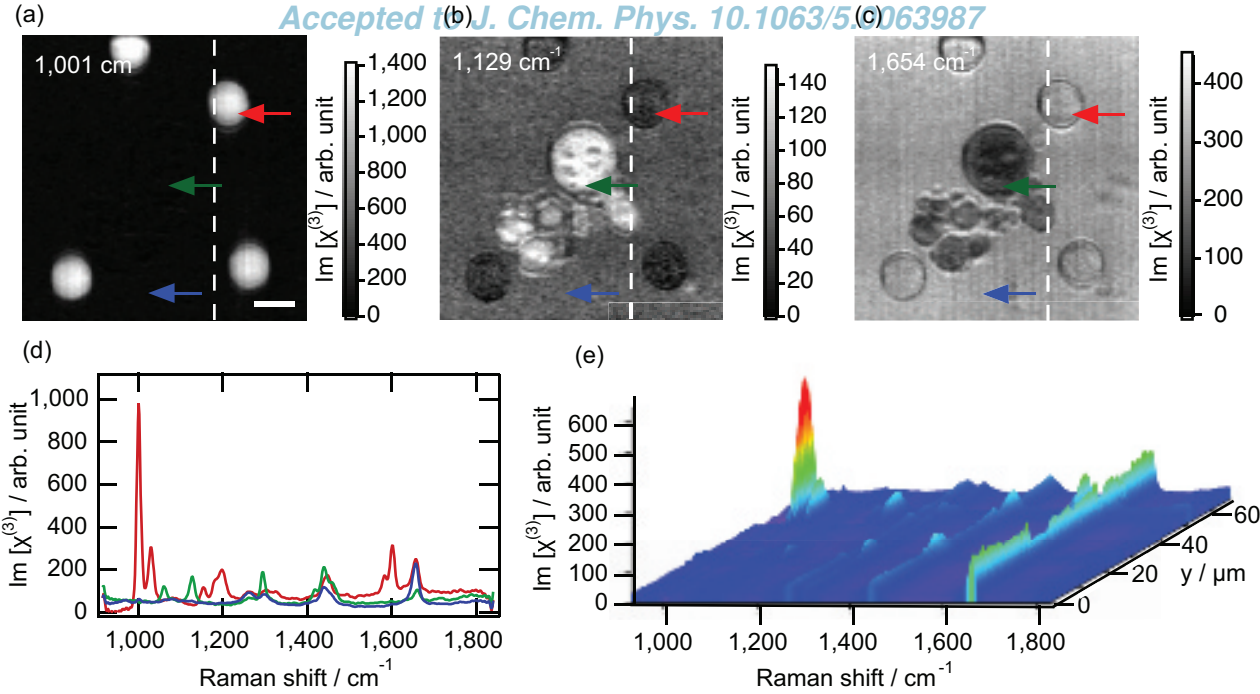 Accepted to J. Chem. Phys. 10.1063/5.0063987
(a)
1,001 cm
1,400
1,200
1,000
800
600
400
200
0
Im [χ(3)] / arb. unit
(b)
1,129 cm-1
140
120
100
80
60
40
20
0
Im [χ(3)] / arb. unit
(c)
1,654 cm-1
400
300
200
100
0
Im [χ(3)] / arb. unit
(d)
1,000
800
600
400
200
0
Im [χ(3)] / arb. unit
1,000 1,200 1,400 1,600 1,800
Raman shift / cm-1
(e)
600
500
400
300
200
100
0
Im [χ(3)] / arb. unit
60
40
20
0
y / μm
1,000 1,200 1,400 1,600 1,800
Raman shift / cm-1